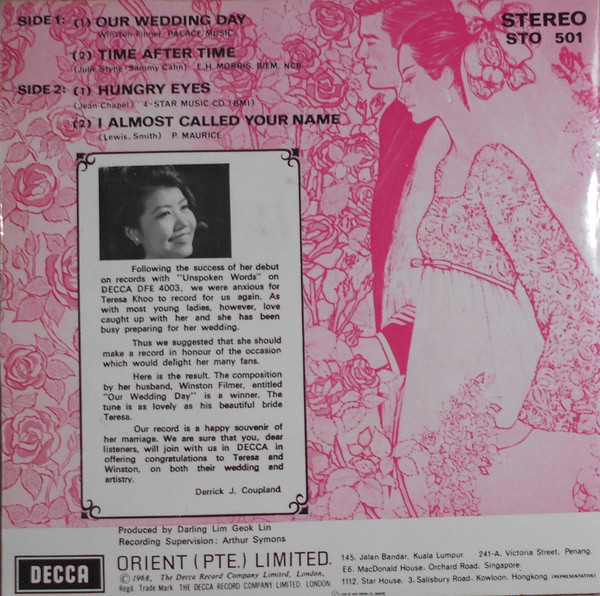 SIDE 1: (1) OUR WEDDING DAY
Winston Filmer. PALACE MUSIC
(2) TIME AFTER TIME
(Julie Styne-Sammy Cahn) E.H. MORRIS, BIEM, NCB
SIDE 2: (1) HUNGRY EYES
(Jean Chapel) 4-STAR MUSIC CO. (BMI)
(2) I ALMOST CALLED YOUR NAME
(Lewis. Smith) P. MAURICE
STEREO
STO 501
Following the success of her debut
on records with "Unspoken Words" on
DECCA DFE 4003, we were anxious for
Teresa Khoo to record for us again. As
with most young ladies, however, love
caught up with her and she has been
busy preparing for her wedding.
Thus we suggested that she should
make a record in honour of the occasion
which would delight her many fans.
Here is the result. The composition
by her husband, Winston Filmer, entitled
"Our Wedding Day" is a winner. The
tune is as lovely as his beautiful bride
Teresa.
Our record is a happy souvenir of
her marriage. We are sure that you, dear
listeners, will join with us in DECCA in
offering congratulations to Teresa and
Winston, on both their wedding and
artistry.
Derrick J. Coupland
Produced by Darling Lim Geok Lin
Recording Supervision: Arthur Symons
DECCA
ORIENT (PTE.) LIMITED.
© 1968, The Decca Record Company Limited, London,
Regd. Trade Mark THE DECCA RECORD COMPANY LIMITED. LONDON
145, Jalan Bandar, Kuala Lumpur. 241-A, Victoria Street, Penang.
E6. MacDonald House, Orchard Road, Singapore
1112, Star House, 3, Salisbury Road, Kowloon, Hongkong (REPRESENTATIVE)